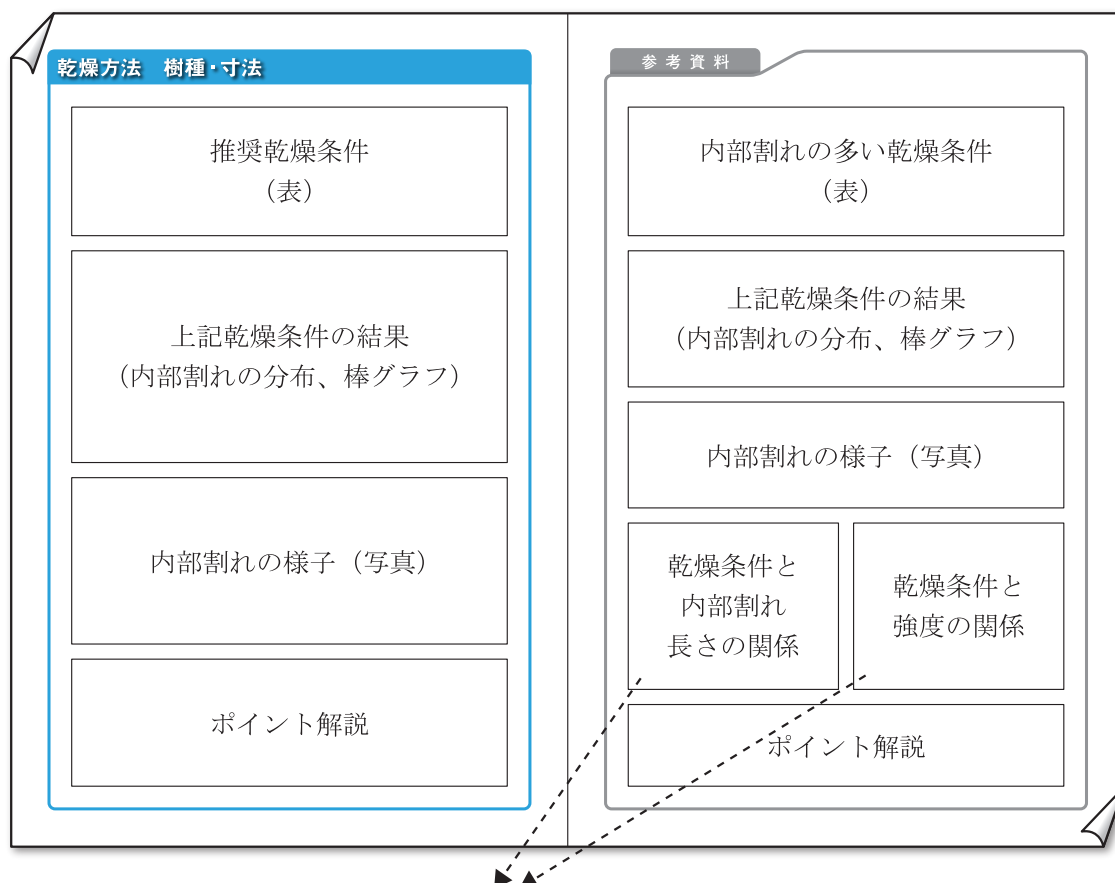 乾燥方法 樹種・寸法
推奨乾燥条件
（表）
上記乾燥条件の結果
（内部割れの分布、棒グラフ）
内部割れの様子（写真）
ポイント解説
参考資料
内部割れの多い乾燥条件
（表）
上記乾燥条件の結果
（内部割れの分布、棒グラフ）
内部割れの様子（写真）
乾燥条件と
内部割れ
長さの関係
乾燥条件と
強度の関係
ポイント解説